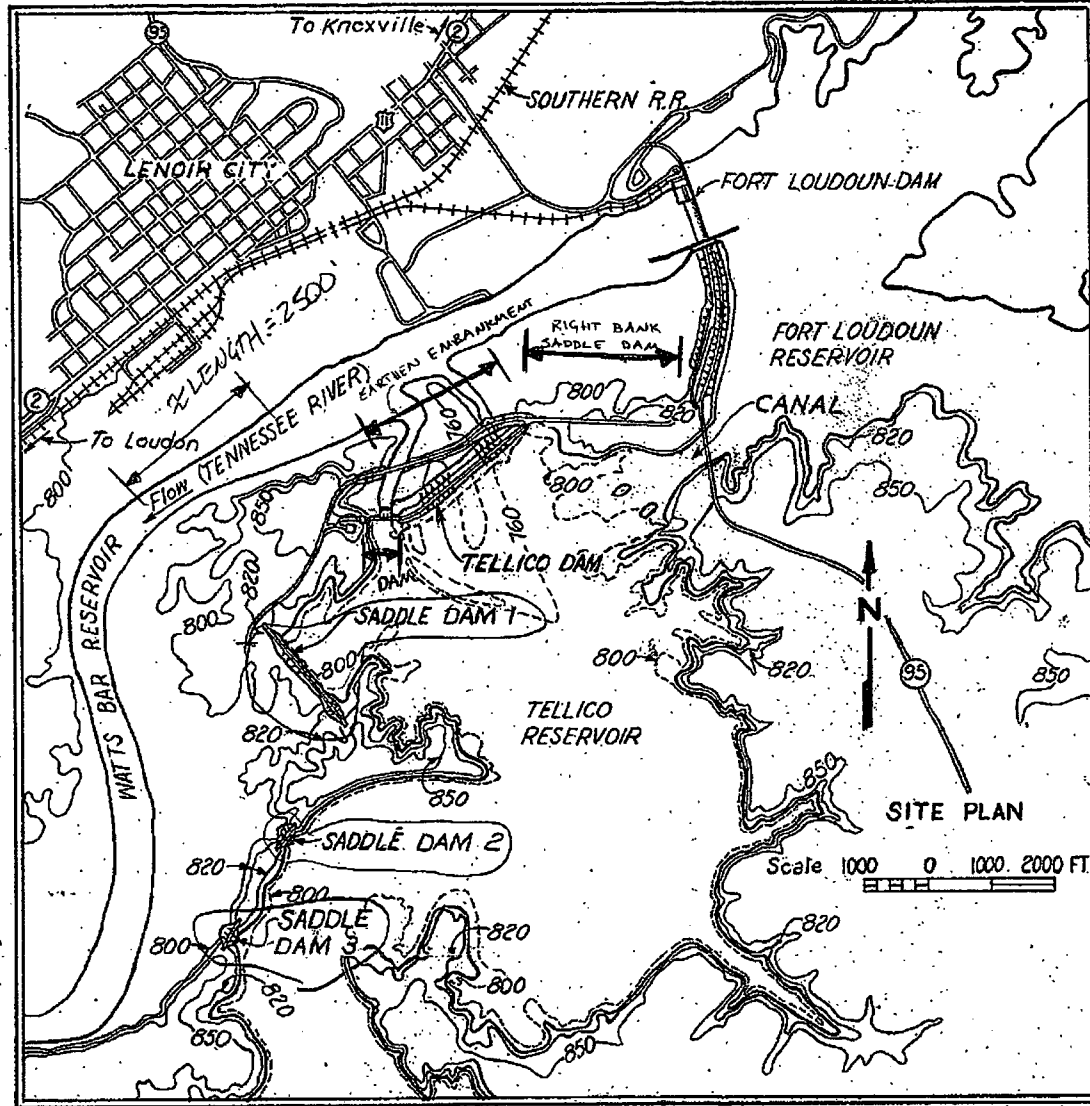 To Knoxville
95
2
SOUTHERN R.R.
LENOIR CITY
FORT LOUDOUN DAM
% LENGTH = 2500'
EARTHEN EMBANKMENT
RIGHT BANK
SADDLE DAM
FORT LOUDOUN
RESERVOIR
2
To Loudon
Flow (TENNESSEE RIVER)
760
800
820
CANAL
820
800
850
800
850
760
TELLICO DAM
DAM
820
800
SADDLE DAM 1
800
N
WATTS BAR RESERVOIR
800
820
95
850
TELLICO
RESERVOIR
820
850
850
SITE PLAN
SADDLE DAM 2
820
Scale 1000 0 1000 2000 FT.
800
SADDLE
DAM 3
820
820
800
800
820
850
850